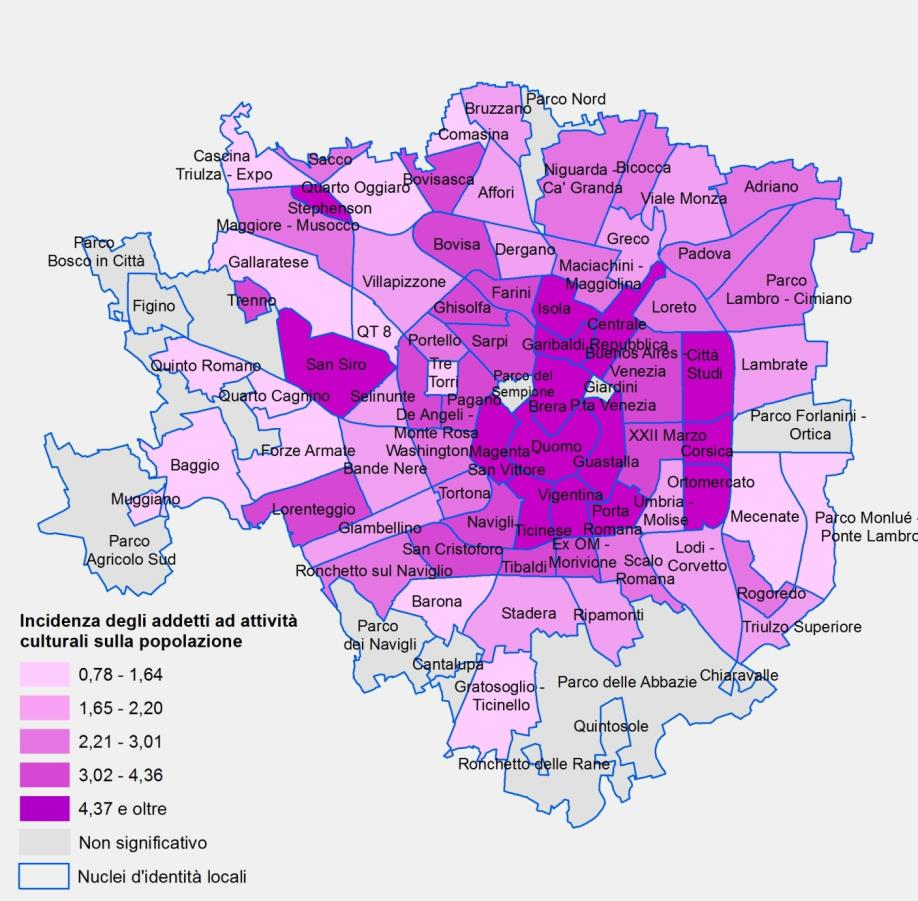 Bruzzano
Parco Nord
Comasina
Cascina
Triulza - Expo
Sacco
Quarto Oggiaro
Bovisasca
Affori
Niguarda -
Ca' Granda
Bicocca
Viale Monza
Adriano
Stephenson
Maggiore - Musocco
Parco
Bosco in Città
Gallaratese
Bovisa
Dergano
Greco
Padova
Villapizzone
Maciachini -
Maggiolina
Parco
Lambro - Cimiano
Figino
Trenno
Ghisolfa
Farini
Isola
Loreto
QT 8
Portello
Sarpi
Centrale
Garibaldi Repubblica
Buenos Aires -
Venezia
Città
Studi
Lambrate
Quinto Romano
San Siro
Tre
Torri
Parco del
Sempione
Giardini
P.ta Venezia
Quarto Cagnino
Selinunte
Pagano
Brera
De Angeli -
Monte Rosa
Parco Forlanini -
Ortica
Forze Armate
Washington
Magenta
San Vittore
Duomo
XXII Marzo
Corsica
Baggio
Bande Nere
Guastalla
Muggiano
Lorenteggio
Tortona
Vigentina
Ortomercato
Giambellino
Navigli
Ticinese
Porta
Romana
Umbria -
Molise
Mecenate
Parco Monlué -
Ponte Lambro
Parco
Agricolo Sud
San Cristoforo
Ex OM -
Morivione
Ronchetto sul Naviglio
Tibaldi
Scalo
Romana
Lodi -
Corvetto
Rogoredo
Barona
Stadera
Ripamonti
Triulzo Superiore
Parco
dei Navigli
Cantalupa
Gratosoglio -
Ticinello
Parco delle Abbazie
Chiaravalle
Quintosole
Ronchetto delle Rane
Incidenza degli addetti ad attività
culturali sulla popolazione
0,78 - 1,64
1,65 - 2,20
2,21 - 3,01
3,02 - 4,36
4,37 e oltre
Non significativo
Nuclei d'identità locali